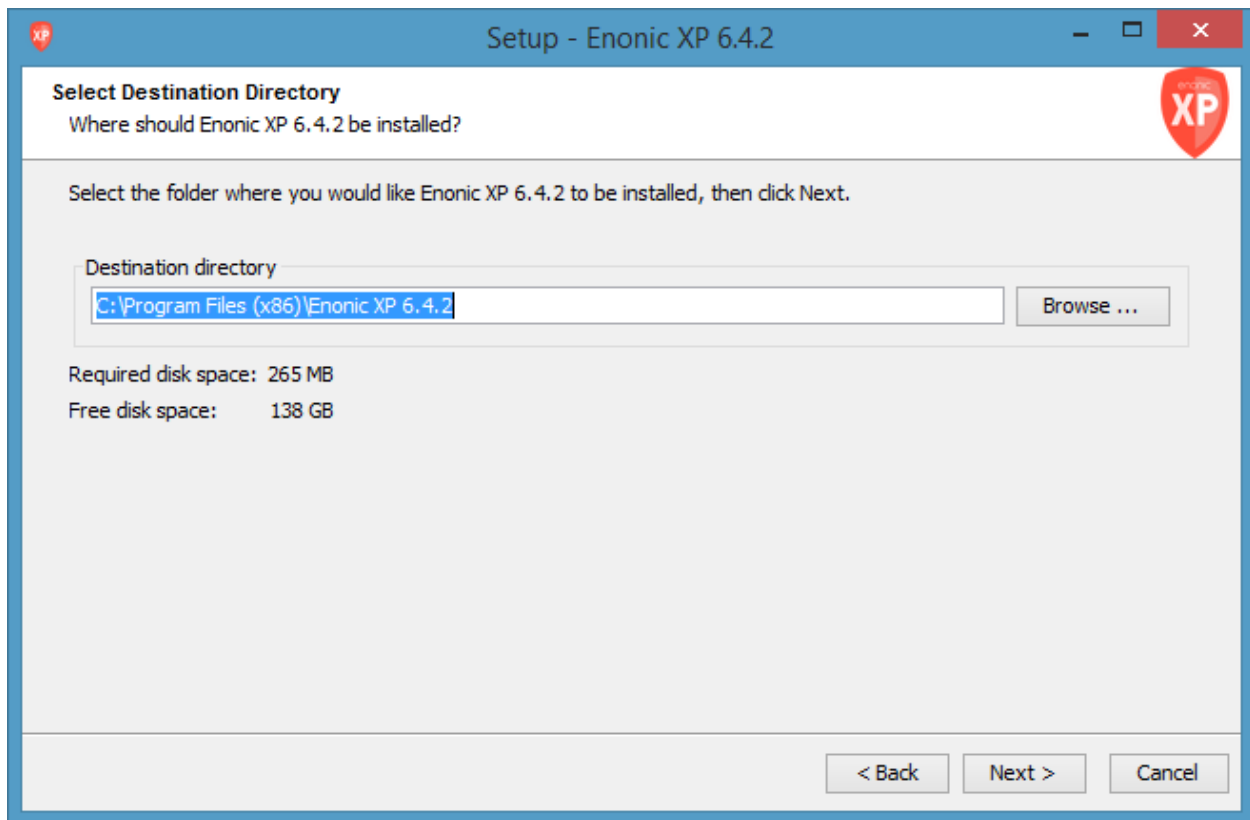 XP
Setup - Enonic XP 6.4.2
Select Destination Directory
Where should Enonic XP 6.4.2 be installed?
enonic
XP
Select the folder where you would like Enonic XP 6.4.2 to be installed, then click Next.
Destination directory
C:\Program Files (x86)\Enonic XP 6.4.2
Browse ...
Required disk space: 265 MB
Free disk space: 138 GB
< Back
Next >
Cancel